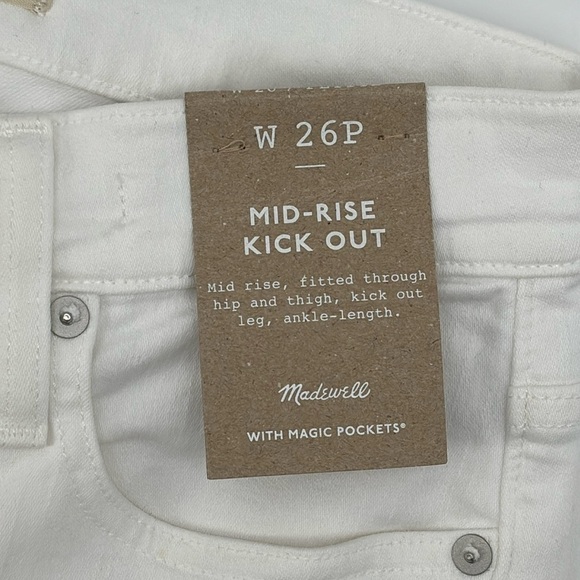 W 26P
MID-RISE
KICK OUT
Mid rise, fitted through
hip and thigh, kick out
leg, ankle-length.
Madewell
WITH MAGIC POCKETS®